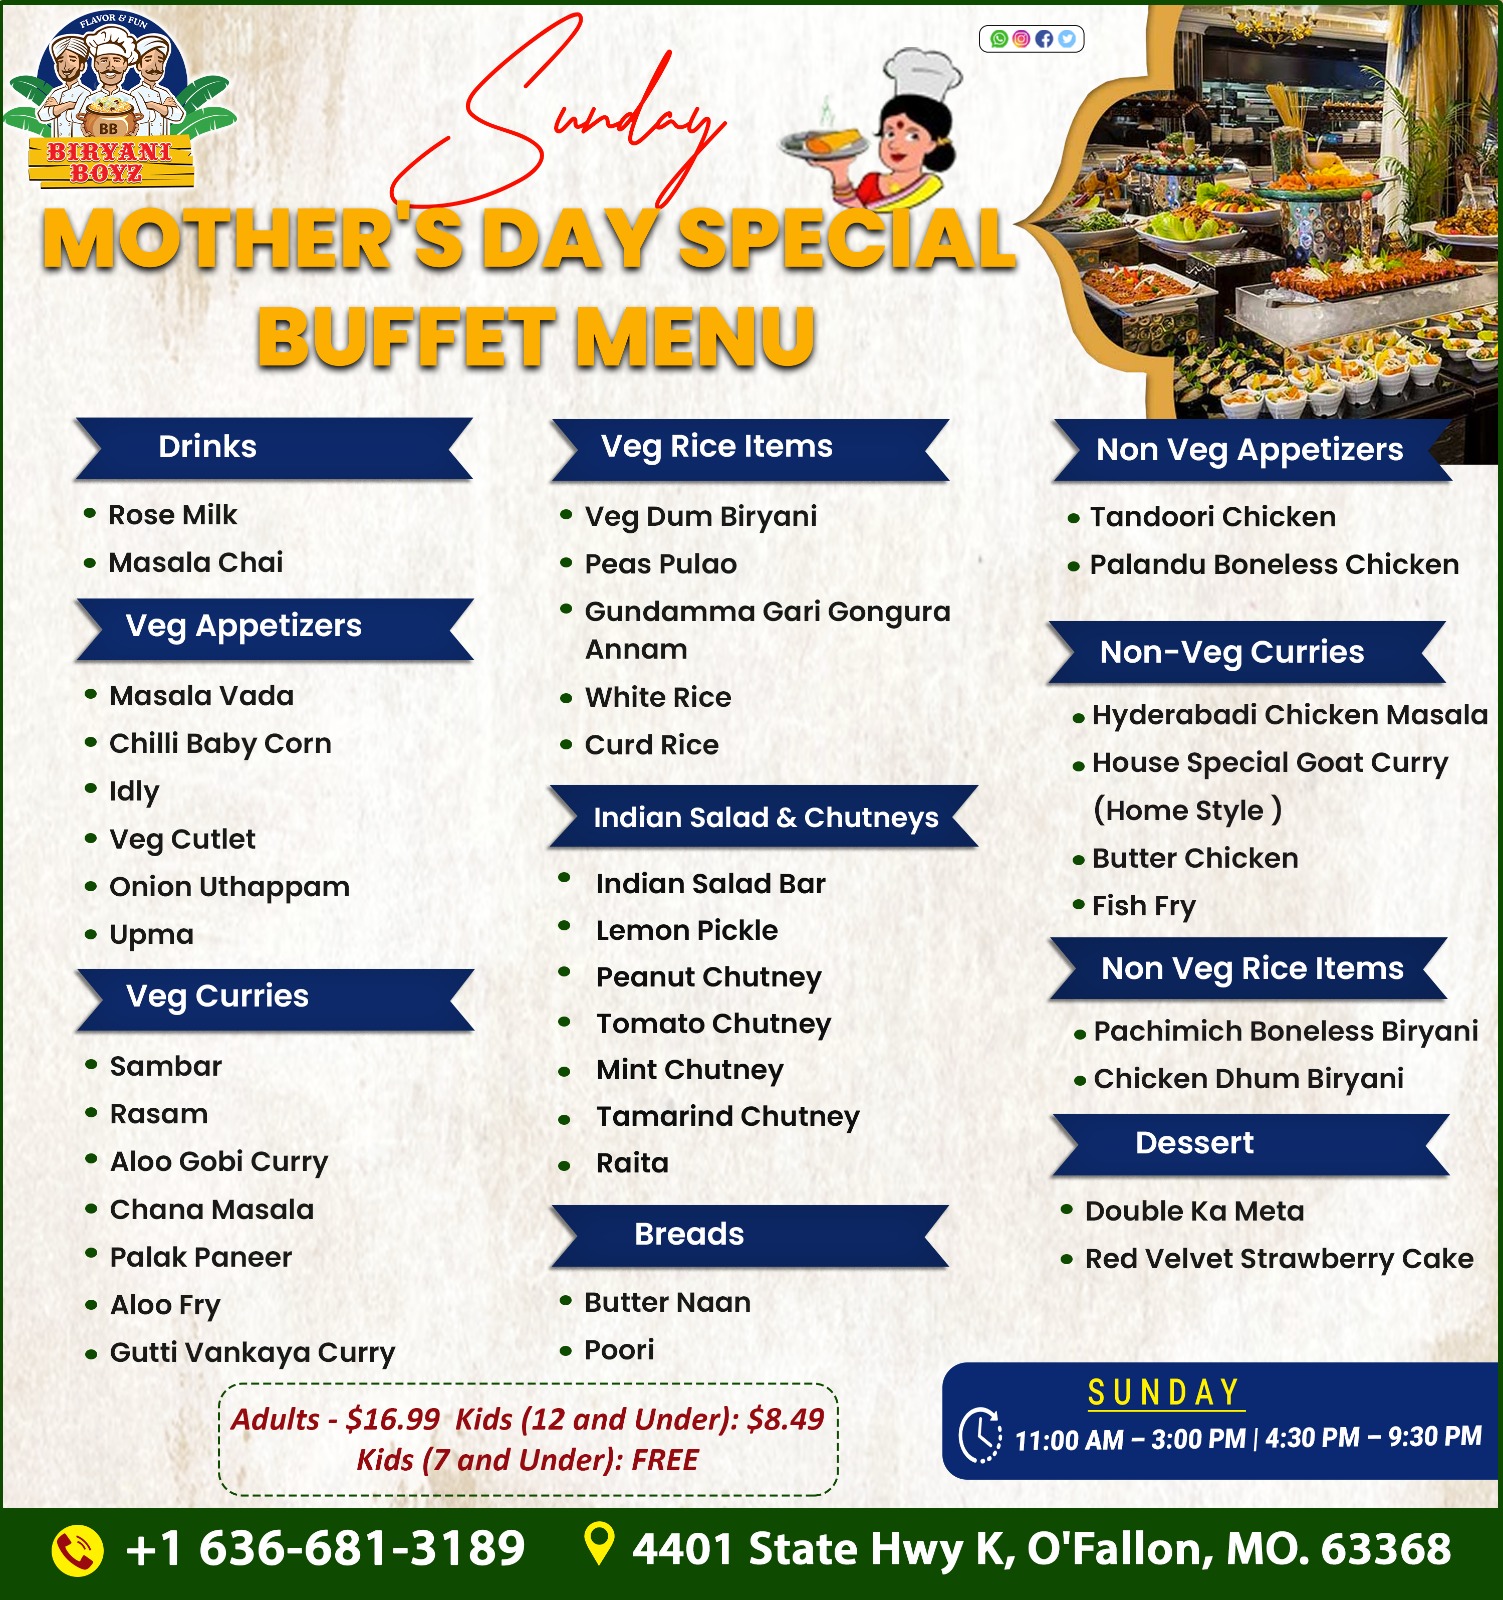 FLAVOR & FUN
BB
BIRYANI
BOYZ
Sunday
MOTHER'S DAY SPECIAL
BUFFET MENU
Drinks
Rose Milk
Masala Chai
Veg Appetizers
Masala Vada
Chilli Baby Corn
Idly
Veg Cutlet
Onion Uthappam
Upma
Veg Curries
Sambar
Rasam
Aloo Gobi Curry
Chana Masala
Palak Paneer
Aloo Fry
Gutti Vankaya Curry
Veg Rice Items
Veg Dum Biryani
Peas Pulao
Gundamma Gari Gongura
Annam
White Rice
Curd Rice
Indian Salad & Chutneys
Indian Salad Bar
Lemon Pickle
Peanut Chutney
Tomato Chutney
Mint Chutney
Tamarind Chutney
Raita
Breads
Butter Naan
Poori
Non Veg Appetizers
Tandoori Chicken
Palandu Boneless Chicken
Non-Veg Curries
Hyderabadi Chicken Masala
House Special Goat Curry
(Home Style )
Butter Chicken
Fish Fry
Non Veg Rice Items
Pachimich Boneless Biryani
Chicken Dhum Biryani
Dessert
Double Ka Meta
Red Velvet Strawberry Cake
Adults - $16.99 Kids (12 and Under): $8.49
Kids (7 and Under): FREE
SUNDAY
11:00 AM – 3:00 PM | 4:30 PM – 9:30 PM
+1 636-681-3189
4401 State Hwy K, O'Fallon, MO. 63368